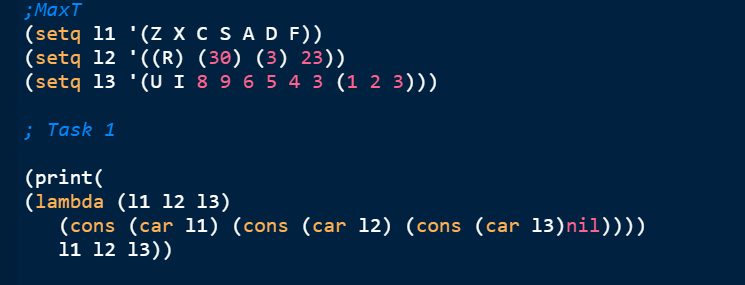 ;MaxT
(setq l1 '(Z X C S A D F))
(setq l2 '((R) (30) (3) 23))
(setq l3 '(U I 8 9 6 5 4 3 (1 2 3)))
; Task 1
(print(
(lambda (l1 l2 l3)
(cons (car l1) (cons (car l2) (cons (car l3)nil))))
l1 l2 l3))